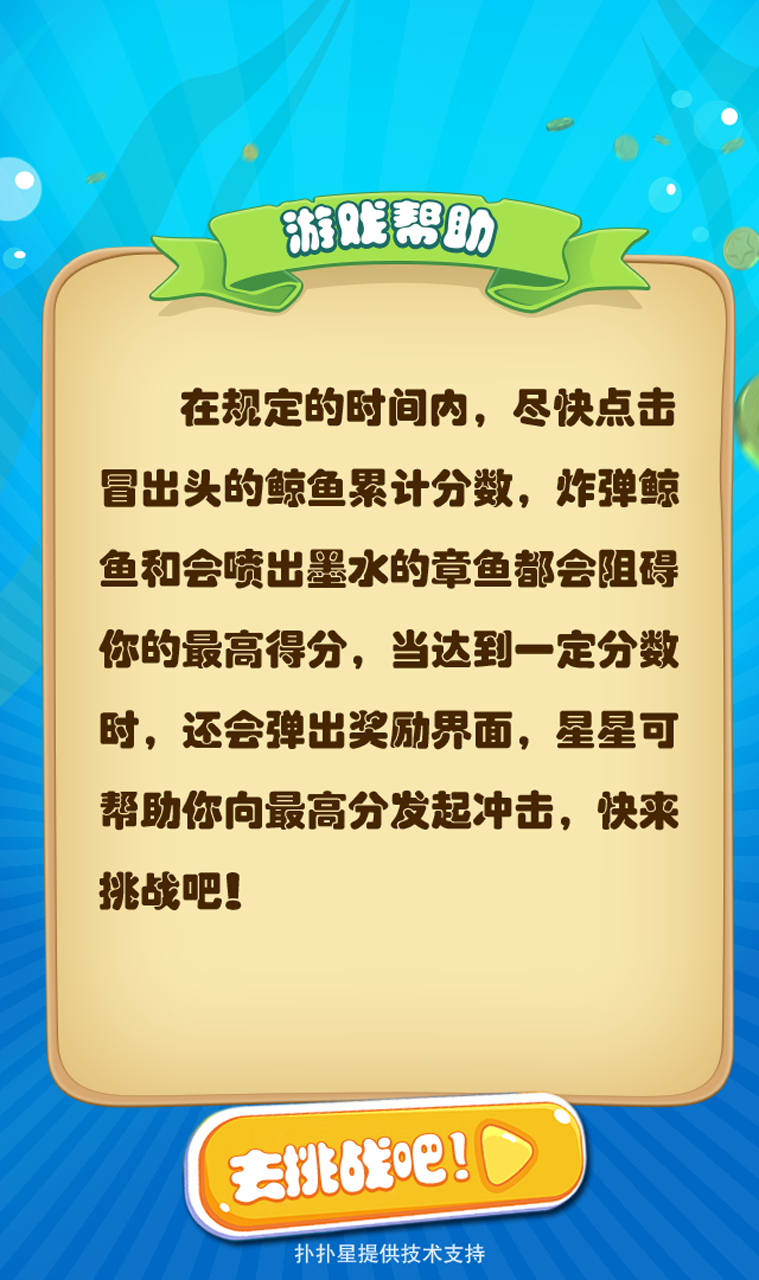 游戏帮助
在规定的时间内，尽快点击
冒出头的鲸鱼累计分数，炸弹鲸
鱼和会喷出墨水的章鱼都会阻碍
你的最高得分，当达到一定分数
时，还会弹出奖励界面，星星可
帮助你向最高分发起冲击，快来
挑战吧！
去挑战吧！
扑扑星提供技术支持